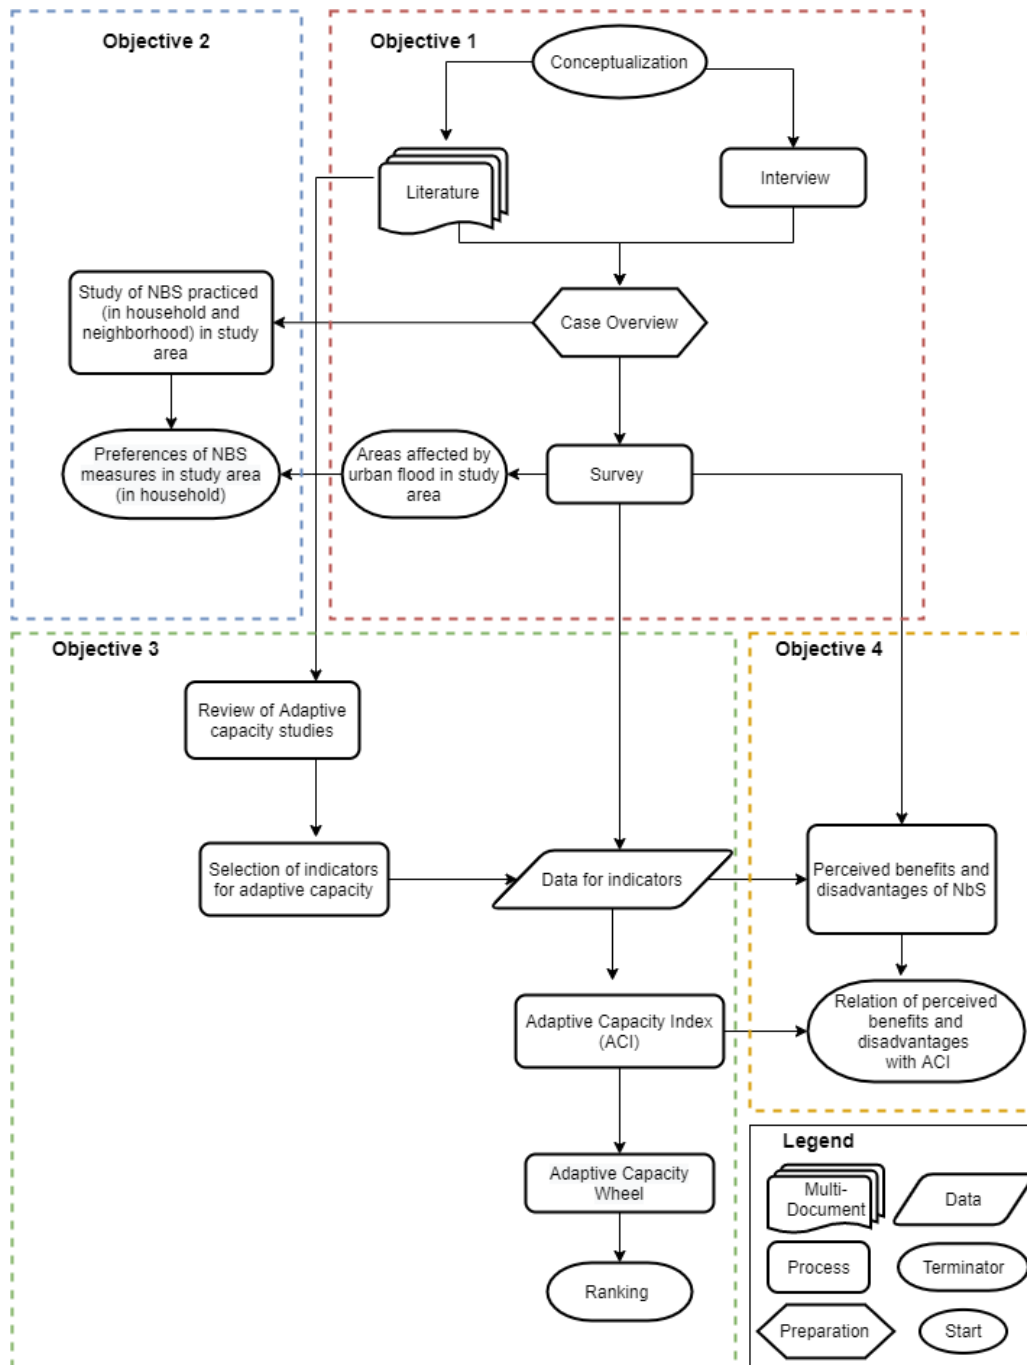 Objective 2
Objective 1
Conceptualization
Literature
Interview
Study of NBS practiced
(in household and
neighborhood) in study
area
Case Overview
Preferences of NBS
measures in study area
(in household)
Areas affected by
urban flood in study
area
Survey
Objective 3
Objective 4
Review of Adaptive
capacity studies
Selection of indicators
for adaptive capacity
Data for indicators
Perceived benefits and
disadvantages of NbS
Adaptive Capacity Index
(ACI)
Relation of perceived
benefits and
disadvantages
with ACI
Adaptive Capacity
Wheel
Ranking
Legend
Multi-
Document
Data
Process
Terminator
Preparation
Start